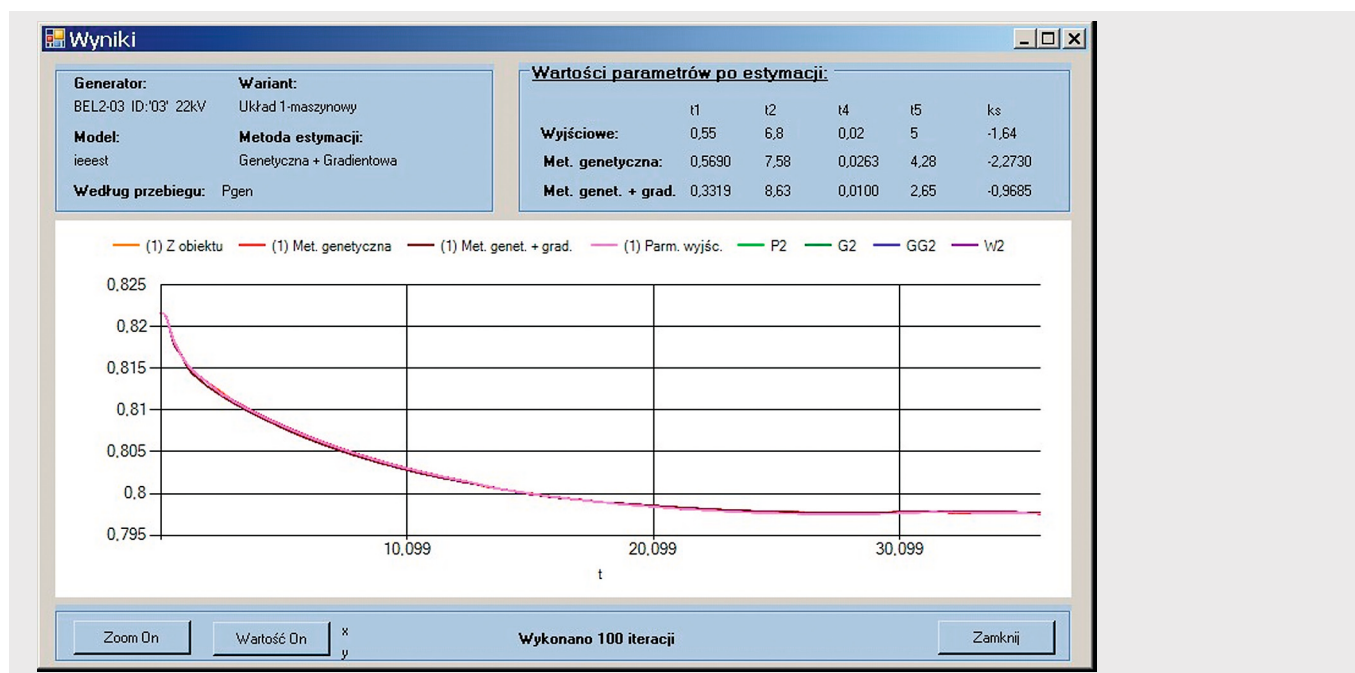 Wyniki
Generator: Wariant:
BEL2-03 ID:'03' 22kV Układ 1-maszynowy
Model: Metoda estymacji:
ieeest Genetyczna + Gradientowa
Według przebiegu: Pgen
Wartości parametrów po estymacji:
t1 t2 t4 t5 ks
Wyjściowe: 0,55 6,8 0,02 5 -1,64
Met. genetyczna: 0,5690 7,58 0,0263 4,28 -2,2730
Met. genet. + grad. 0,3319 8,63 0,0100 2,65 -0,9685
(1) Z obiektu (1) Met. genetyczna (1) Met. genet. + grad. (1) Parm. wyjśc. P2 G2 GG2 W2
0,825
0,82
0,815
0,81
0,805
0,8
0,795
10,099 20,099 30,099
t
Zoom On Wartość On x y Wykonano 100 iteracji Zamknij